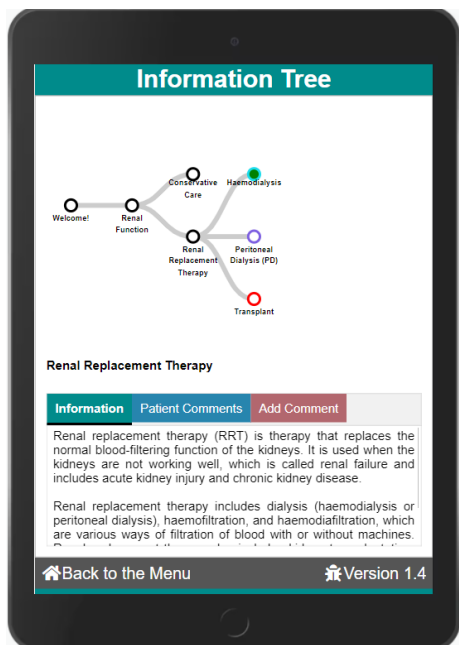 Information Tree
Conservative
Care
Haemodialysis
Welcome!
Renal
Function
Renal
Replacement
Therapy
Peritoneal
Dialysis (PD)
Transplant
Renal Replacement Therapy
Information Patient Comments Add Comment
Renal replacement therapy (RRT) is therapy that replaces the
normal blood-filtering function of the kidneys. It is used when the
kidneys are not working well, which is called renal failure and
includes acute kidney injury and chronic kidney disease.
Renal replacement therapy includes dialysis (haemodialysis or
peritoneal dialysis), haemofiltration, and haemodiafiltration, which
are various ways of filtration of blood with or without machines.
Back to the Menu Version 1.4